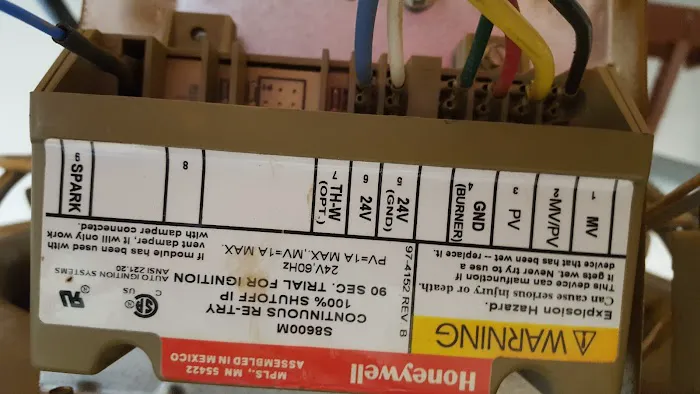 Honeywell
MPLS., MN 55422
ASSEMBLED IN MEXICO
⚠ WARNING
Explosion Hazard.
Can cause serious injury or death.
This can malfunction if
it gets wet. Never try to use a
device that has been wet -- replace it.
97-4152 REV B
S8600M
CONTINUOUS RE-TRY
100% SHUTOFF IP
90 SEC. TRIAL FOR IGNITION
24V,60Hz
PV=1A MAX.,MV=1A MAX.
C US
AUTO IGNITION SYSTEMS
ANSI-Z21.20
If module has been used with
vent damper, it will only work
with damper connected.
1
MV
2
MV/PV
3
PV
4
GND
(BURNER)
5
24V
(GND)
6
24V
7
TH-W
(OPT.)
8
9
SPARK